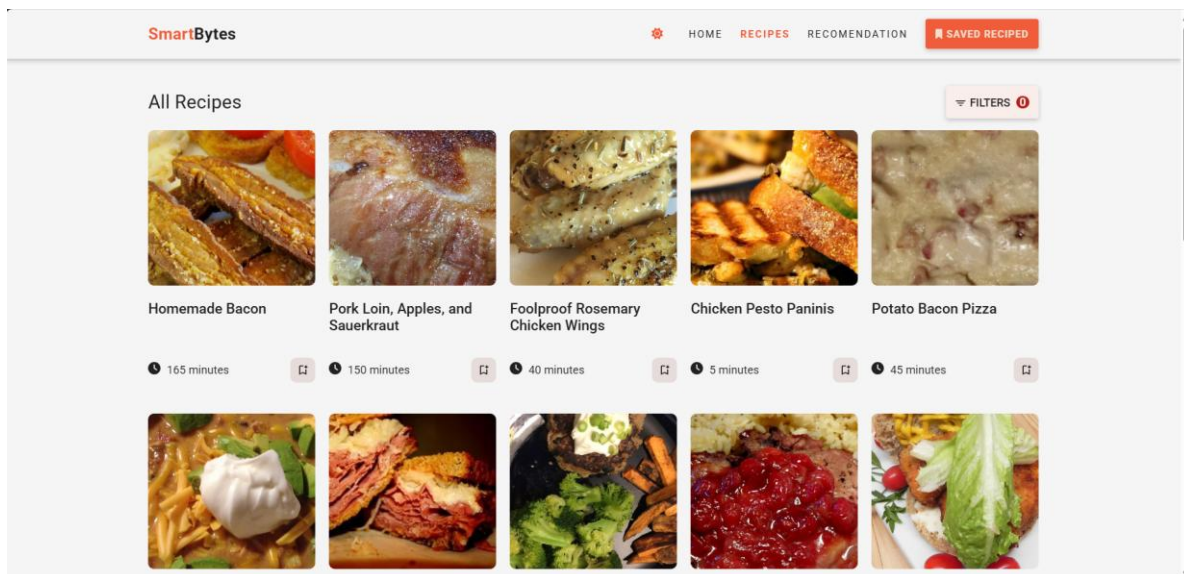 SmartBytes
HOME RECIPES RECOMENDATION SAVED RECIPED
All Recipes
FILTERS 0
Homemade Bacon
Pork Loin, Apples, and
Sauerkraut
Foolproof Rosemary
Chicken Wings
Chicken Pesto Paninis
Potato Bacon Pizza
165 minutes
150 minutes
40 minutes
5 minutes
45 minutes